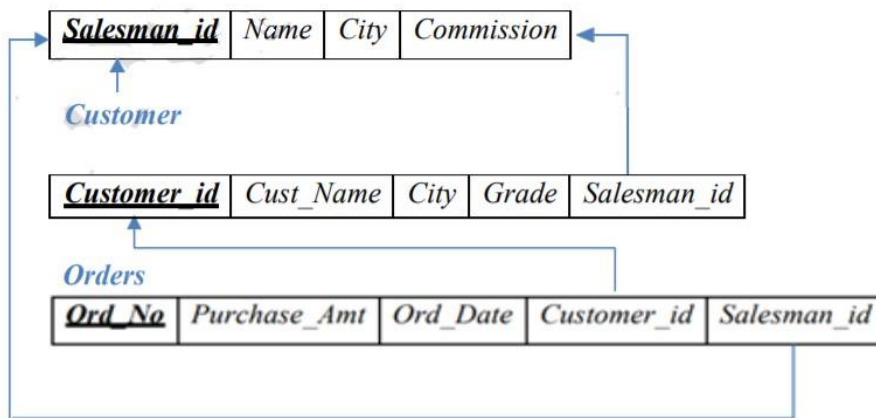 Salesman_id Name City Commission
Customer
Customer_id Cust_Name City Grade Salesman_id
Orders
Ord_No Purchase_Amt Ord_Date Customer_id Salesman_id